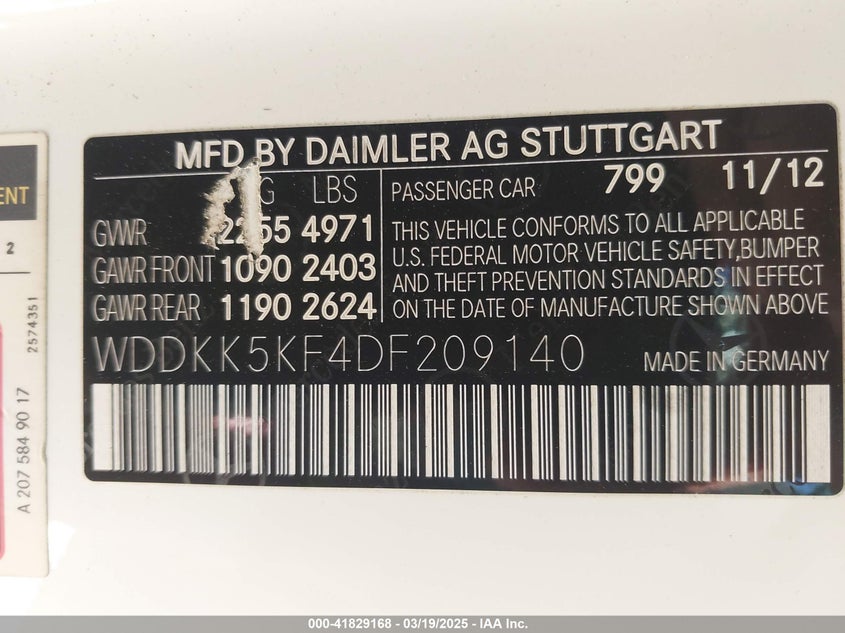 MFD BY DAIMLER AG STUTTGART
LBS
PASSENGER CAR 799 11/12
GVWR 2255 4971
GAWR FRONT 1090 2403
GAWR REAR 1190 2624
THIS VEHICLE CONFORMS TO ALL APPLICABLE
U.S. FEDERAL MOTOR VEHICLE SAFETY,BUMPER
AND THEFT PREVENTION STANDARDS IN EFFECT
ON THE DATE OF MANUFACTURE SHOWN ABOVE
WDDKK5KF4DF209140
MADE IN GERMANY
2
2574351
A 207 584 90 17
000-41829168 - 03/19/2025 - IAA Inc.